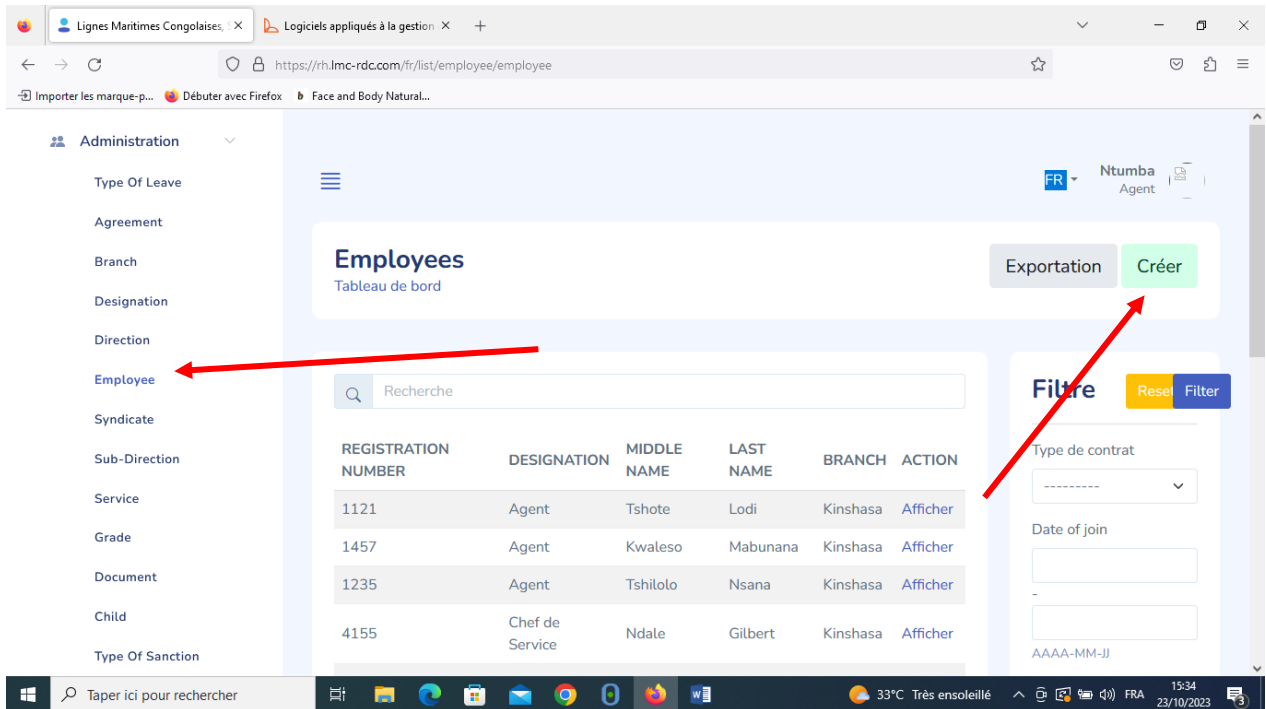 Lignes Maritimes Congolaises, S
Logiciels appliqués à la gestion
https://rh.lmc-rdc.com/fr/list/employee/employee
Importer les marque-p... Débuter avec Firefox b Face and Body Natural...
Administration
Type Of Leave
Agreement
Branch
Designation
Direction
Employee
Syndicate
Sub-Direction
Service
Grade
Document
Child
Type Of Sanction
FR
Ntumba
Agent
Employees
Tableau de bord
Exportation
Créer
Recherche
REGISTRATION NUMBER DESIGNATION MIDDLE NAME LAST NAME BRANCH ACTION
1121 Agent Tshote Lodi Kinshasa Afficher
1457 Agent Kwaleso Mabunana Kinshasa Afficher
1235 Agent Tshilolo Nsana Kinshasa Afficher
4155 Chef de Service Ndale Gilbert Kinshasa Afficher
Filtre
Reset
Filter
Type de contrat
---------
Date of join
-
AAAA-MM-JJ
Taper ici pour rechercher
33°C Très ensoleillé
FRA
15:34
23/10/2023
3